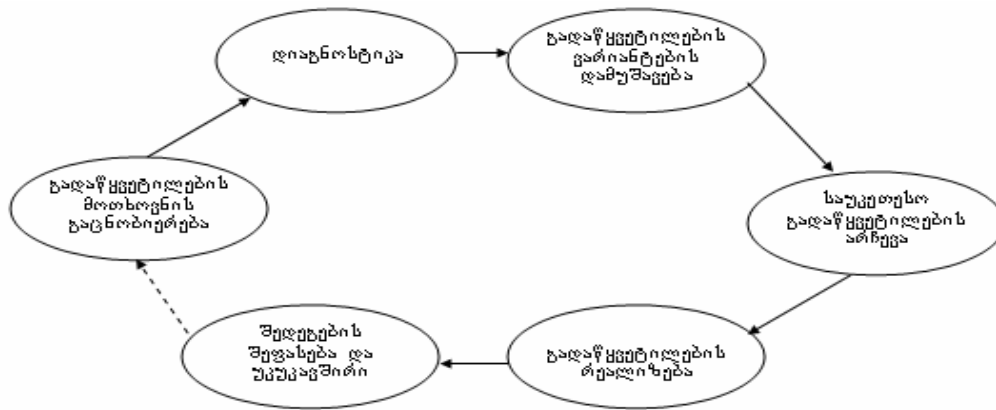 დიაგნოსტიკა
გადაწყვეტილების
ვარიანტების
დამუშავება
გადაწყვეტილების
მოთხოვნის
გაცნობიერება
საუკეთესო
გადაწყვეტილების
არჩევა
შედეგების
შეფასება და
უკუკავშირი
გადაწყვეტილების
რეალიზება